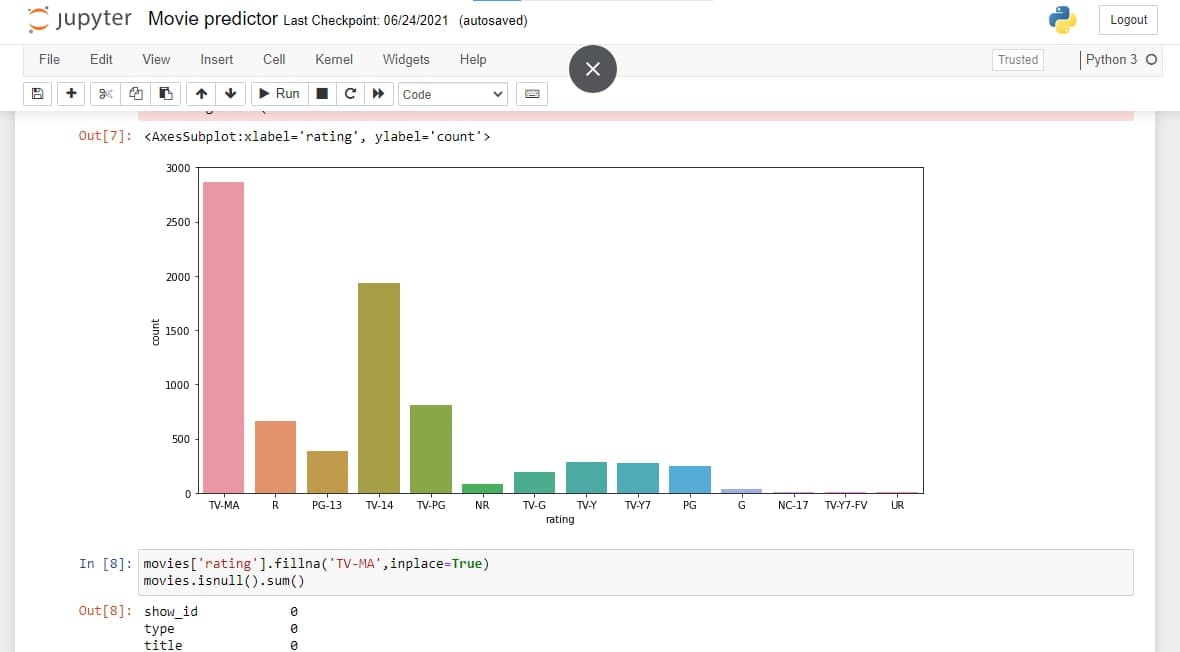 jupyter Movie predictor Last Checkpoint: 06/24/2021 (autosaved)
Logout
File Edit View Insert Cell Kernel Widgets Help
Trusted Python 3
Run
Code
Out[7]: <AxesSubplot:xlabel='rating', ylabel='count'>
3000
2500
2000
1500
1000
500
0
count
TV-MA R PG-13 TV-14 TV-PG NR TV-G TV-Y TV-Y7 PG G NC-17 TV-Y7-FV UR
rating
In [8]: movies['rating'].fillna('TV-MA',inplace=True)
movies.isnull().sum()
Out[8]: show_id 0
type 0
title 0